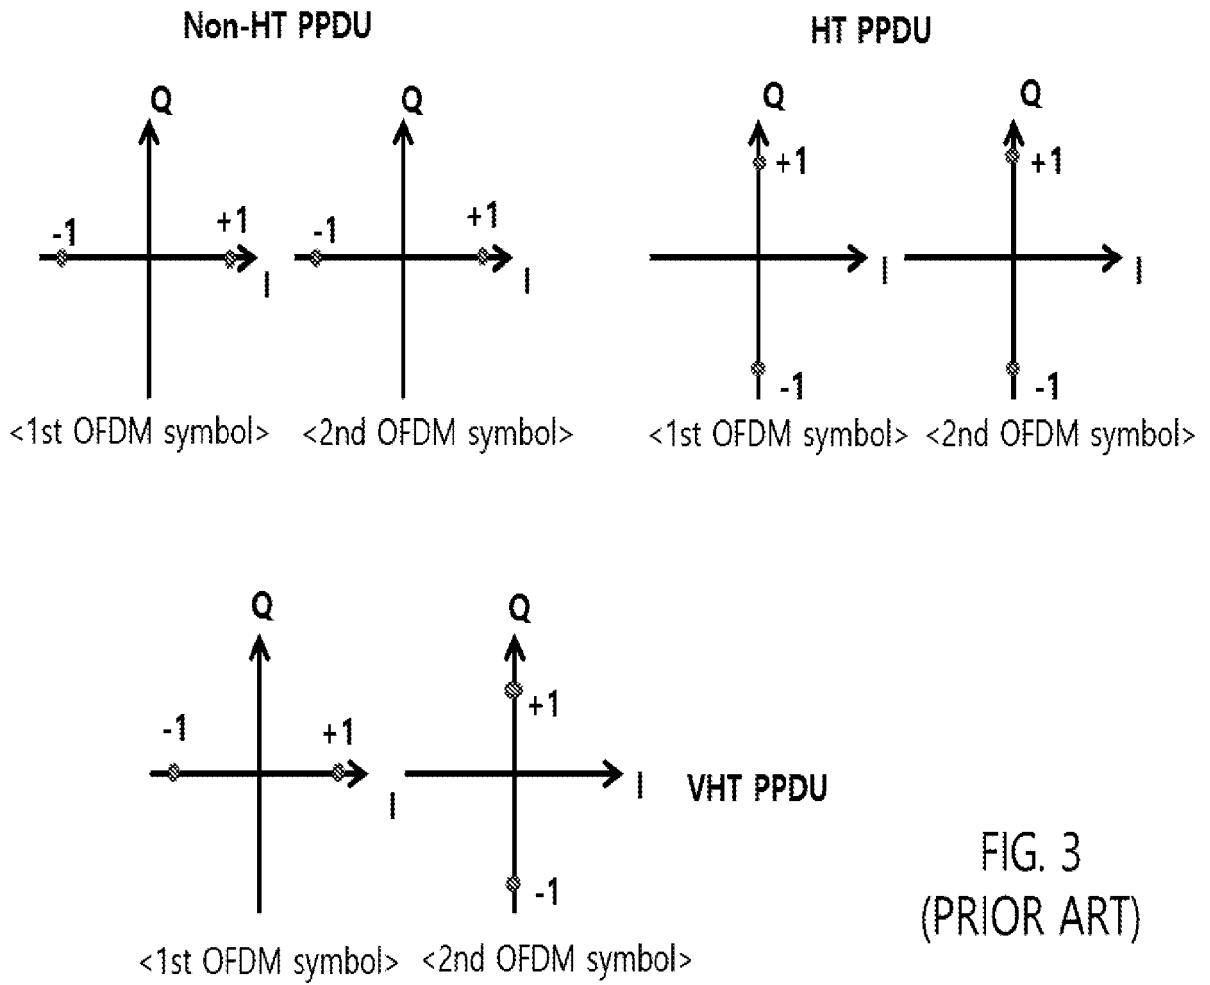 Non-HT PPDU
HT PPDU
Q
Q
Q
Q
-1
+1
-1
+1
+1
+1
I
I
I
I
-1
-1
<1st OFDM symbol>
<2nd OFDM symbol>
<1st OFDM symbol>
<2nd OFDM symbol>
Q
Q
-1
+1
+1
I
I
VHT PPDU
-1
<1st OFDM symbol>
<2nd OFDM symbol>
FIG. 3
(PRIOR ART)